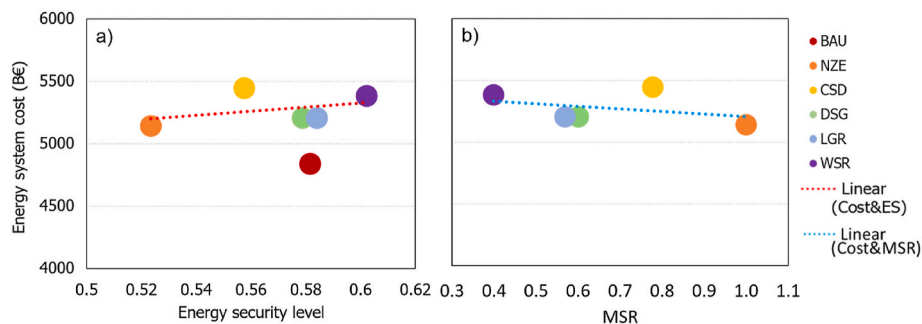 a)
Energy system cost (B€)
6000
5500
5000
4500
4000
0.5 0.52 0.54 0.56 0.58 0.6 0.62
Energy security level
b)
0.3 0.4 0.5 0.6 0.7 0.8 0.9 1.0 1.1
MSR
BAU
NZE
CSD
DSG
LGR
WSR
Linear
(Cost&ES)
Linear
(Cost&MSR)